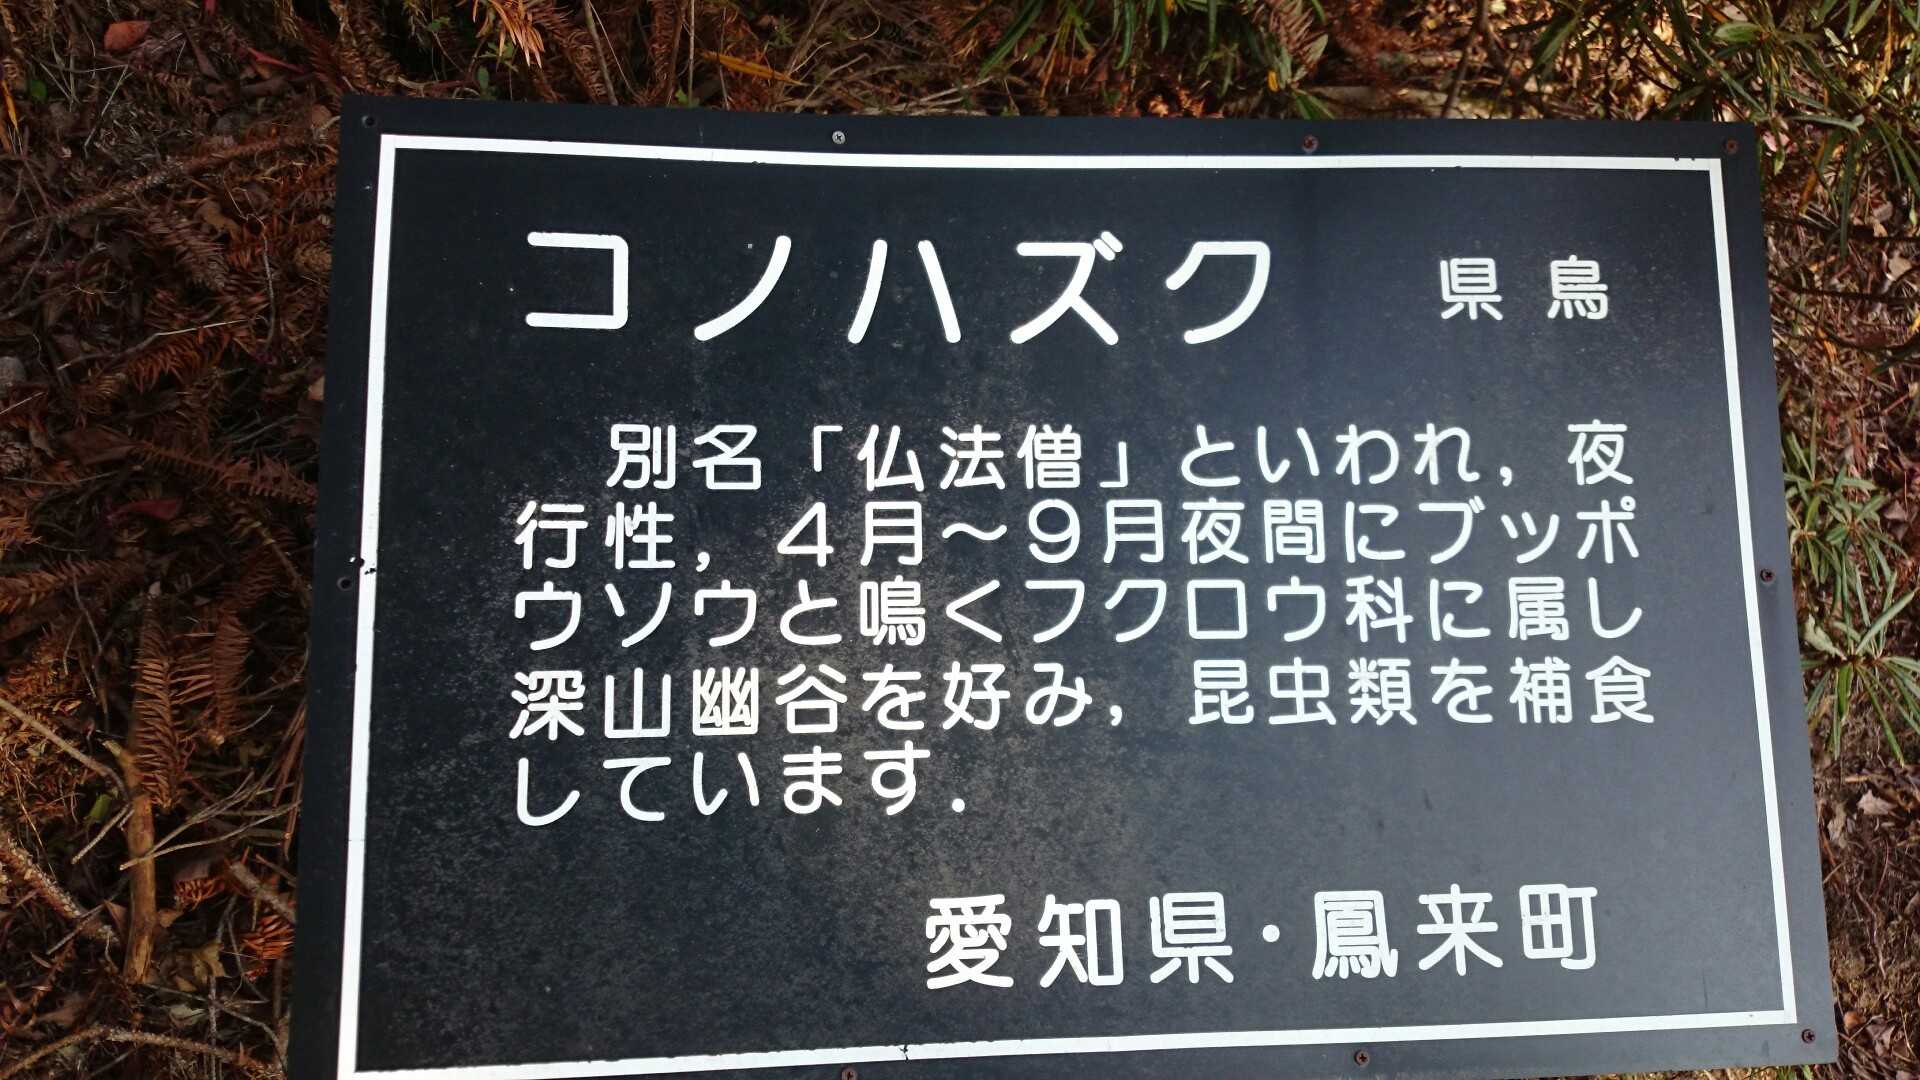 コノハズク 県鳥
別名「仏法僧」といわれ，夜
行性，４月〜９月夜間にブッポ
ウソウと鳴くフクロウ科に属し
深山幽谷を好み，昆虫類を補食
しています．
愛知県・鳳来町